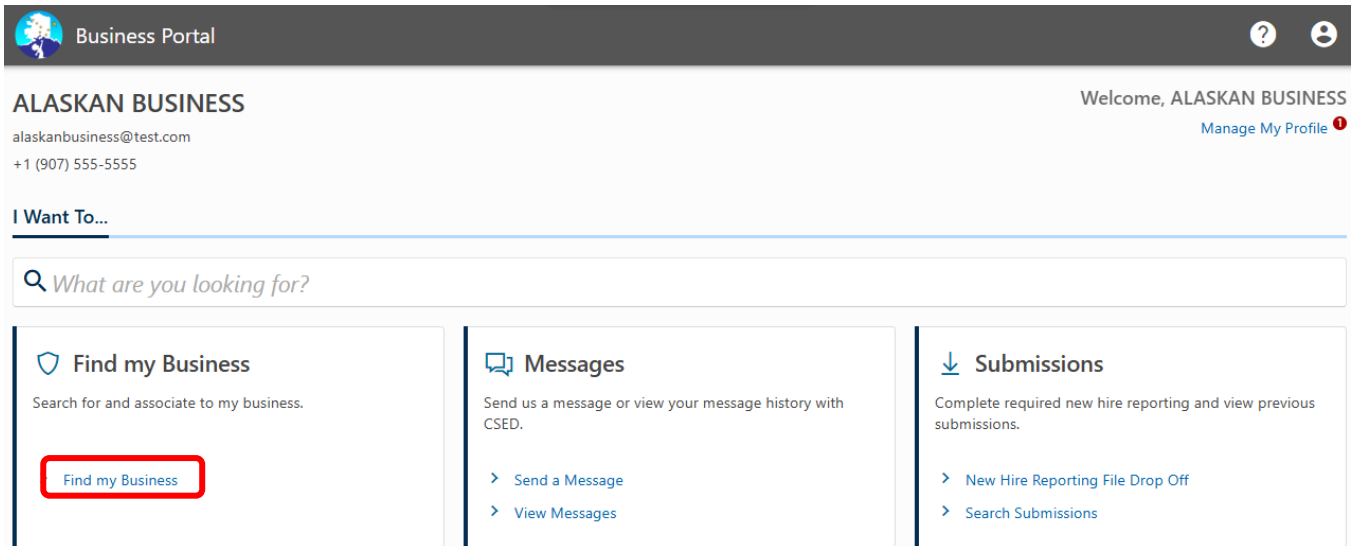 Business Portal
?
ALASKAN BUSINESS
alaskanbusiness@test.com
+1 (907) 555-5555
Welcome, ALASKAN BUSINESS
Manage My Profile 1
I Want To...
What are you looking for?
Find my Business
Search for and associate to my business.
Find my Business
Messages
Send us a message or view your message history with
CSED.
Send a Message
View Messages
Submissions
Complete required new hire reporting and view previous
submissions.
New Hire Reporting File Drop Off
Search Submissions